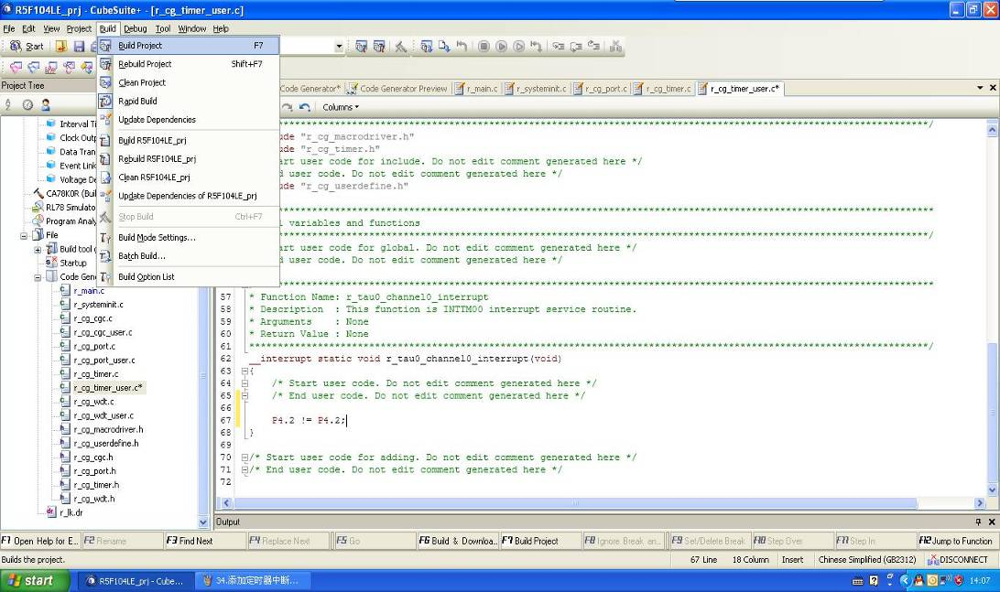 R5F104LE_prj - CubeSuite+ - [r_cg_timer_user.c]
File Edit View Project Build Debug Tool Window Help
Start
Build Project F7
Rebuild Project Shift+F7
Clean Project
Rapid Build
Update Dependencies
Build R5F104LE_prj
Rebuild R5F104LE_prj
Clean R5F104LE_prj
Update Dependencies of R5F104LE_prj
Stop Build Ctrl+F7
Build Mode Settings...
Batch Build...
Build Option List
Project Tree
Interval Ti
Clock Outp
Data Tran
Event Link
Voltage De
CA78K0R (Buil
RL78 Simulato
Program Analy
File
Build tool g
Startup
Code Gene
r_main.c
r_systeminit.c
r_cg_cgc.c
r_cg_cgc_user.c
r_cg_port.c
r_cg_port_user.c
r_cg_timer.c
r_cg_timer_user.c*
r_cg_wdt.c
r_cg_wdt_user.c
r_cg_macrodriver.h
r_cg_userdefine.h
r_cg_cgc.h
r_cg_port.h
r_cg_timer.h
r_cg_wdt.h
r_lk.dr
Code Generator* Code Generator Preview r_main.c r_systeminit.c r_cg_port.c r_cg_timer.c r_cg_timer_user.c*
Columns
ude "r_cg_macrodriver.h"
ude "r_cg_timer.h"
art user code for include. Do not edit comment generated here */
d user code. Do not edit comment generated here */
ude "r_cg_userdefine.h"
l variables and functions
art user code for global. Do not edit comment generated here */
d user code. Do not edit comment generated here */
57 * Function Name: r_tau0_channel0_interrupt
58 * Description : This function is INTTM00 interrupt service routine.
59 * Arguments : None
60 * Return Value : None
61 ***********************************************************************************************************************/
62 __interrupt static void r_tau0_channel0_interrupt(void)
63 {
64 /* Start user code. Do not edit comment generated here */
65 /* End user code. Do not edit comment generated here */
66
67 P4.2 != P4.2;
68 }
69
70 /* Start user code for adding. Do not edit comment generated here */
71 /* End user code. Do not edit comment generated here */
72
Output
F1 Open Help for E... F2 Rename F3 Find Next F4 Replace Next F5 Go F6 Build & Downloa... F7 Build Project F8 Ignore Break an... F9 Set/Delete Break F10 Step Over F11 Step In F12 Jump to Function
Builds the project. 67 Line 18 Column Insert Chinese Simplified (GB2312) DISCONNECT
start R5F104LE_prj - Cube... 34.添加定时器中断... 14:07